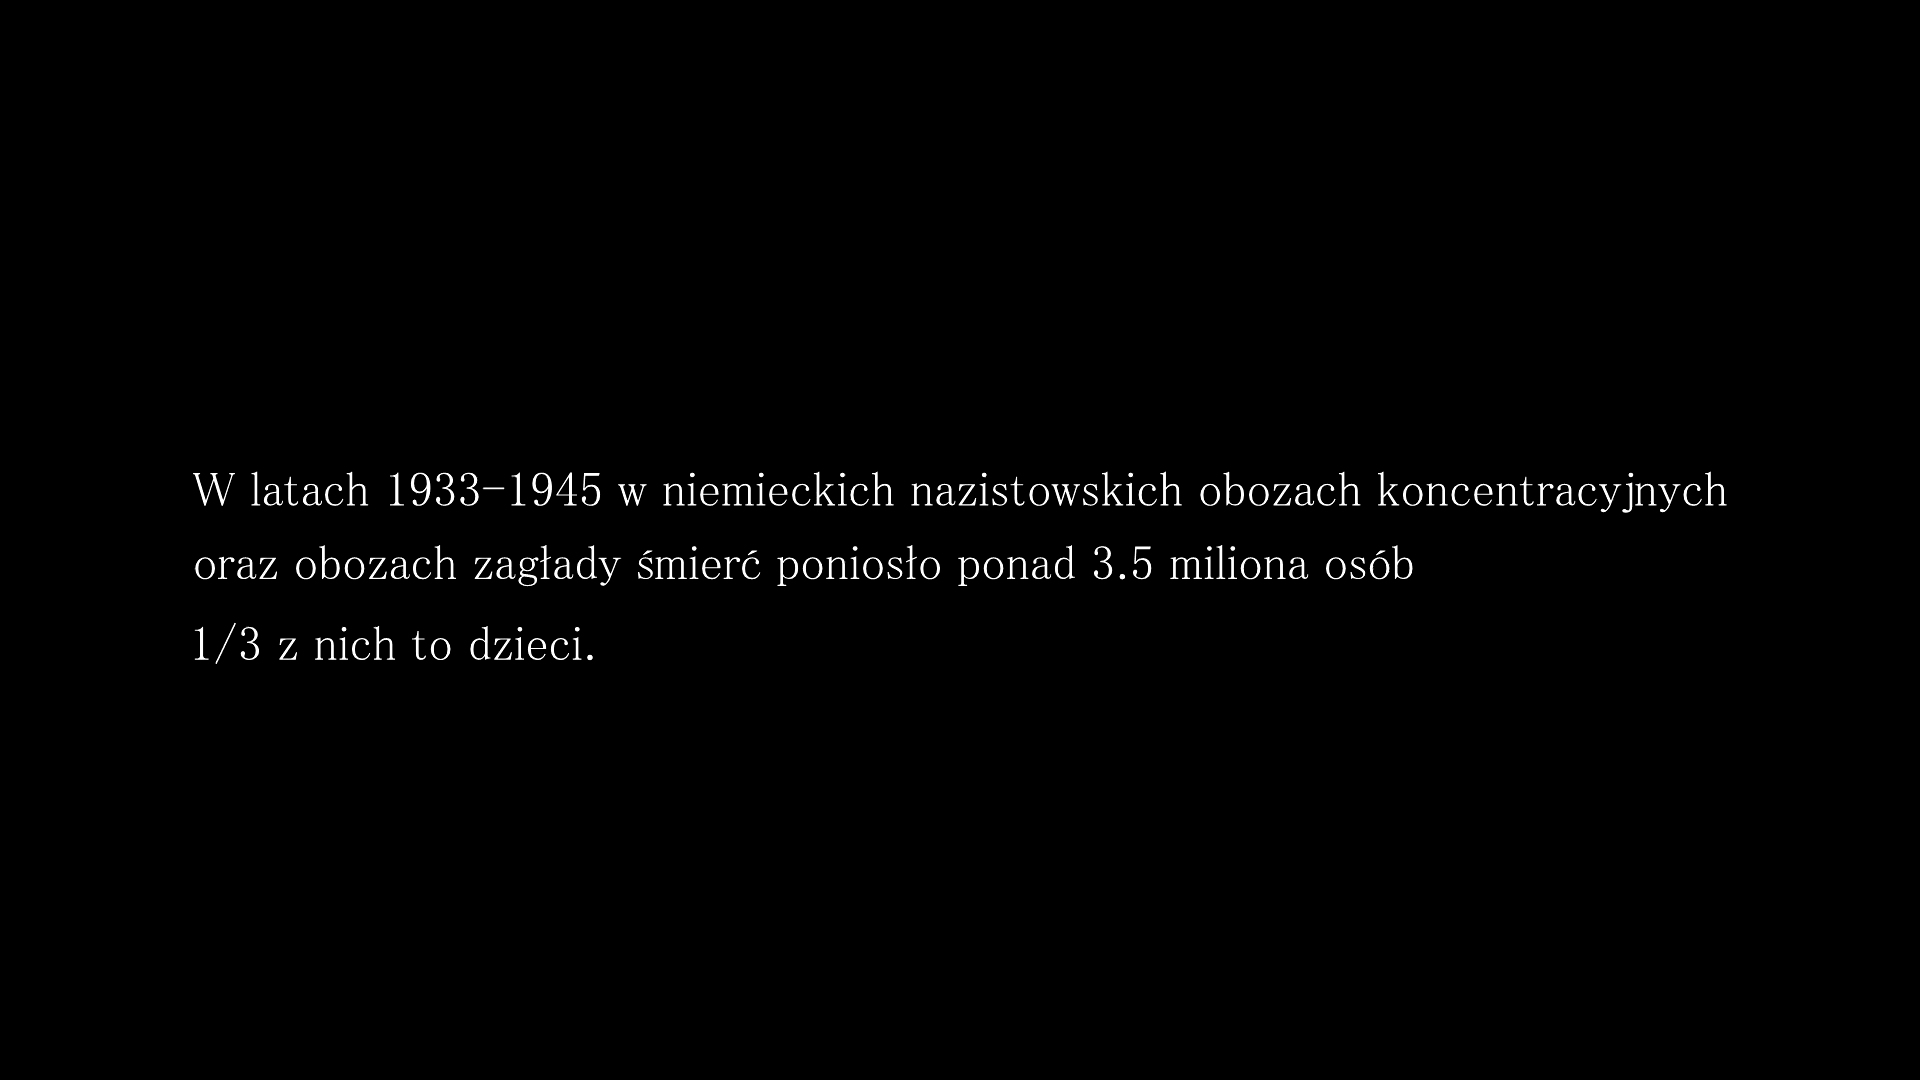 W latach 1933-1945 w niemieckich nazistowskich obozach koncentracyjnych
oraz obozach zagłady śmierć poniosło ponad 3.5 miliona osób
1/3 z nich to dzieci.